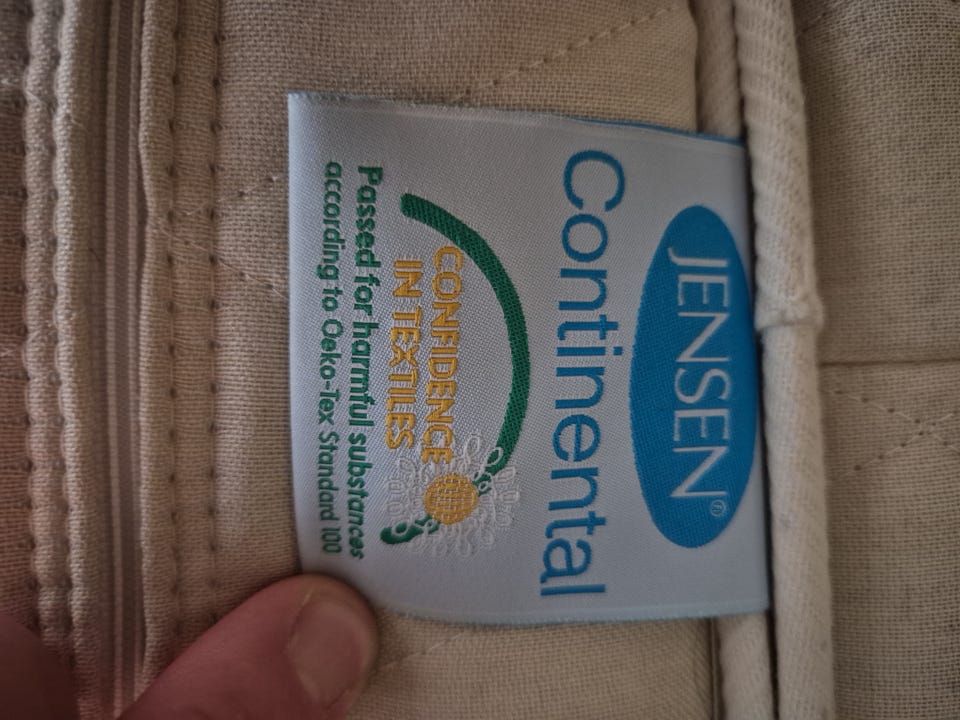 JENSEN®
Continental
CONFIDENCE
IN TEXTILES
Passed for harmful substances
according to Oeko-Tex Standard 100